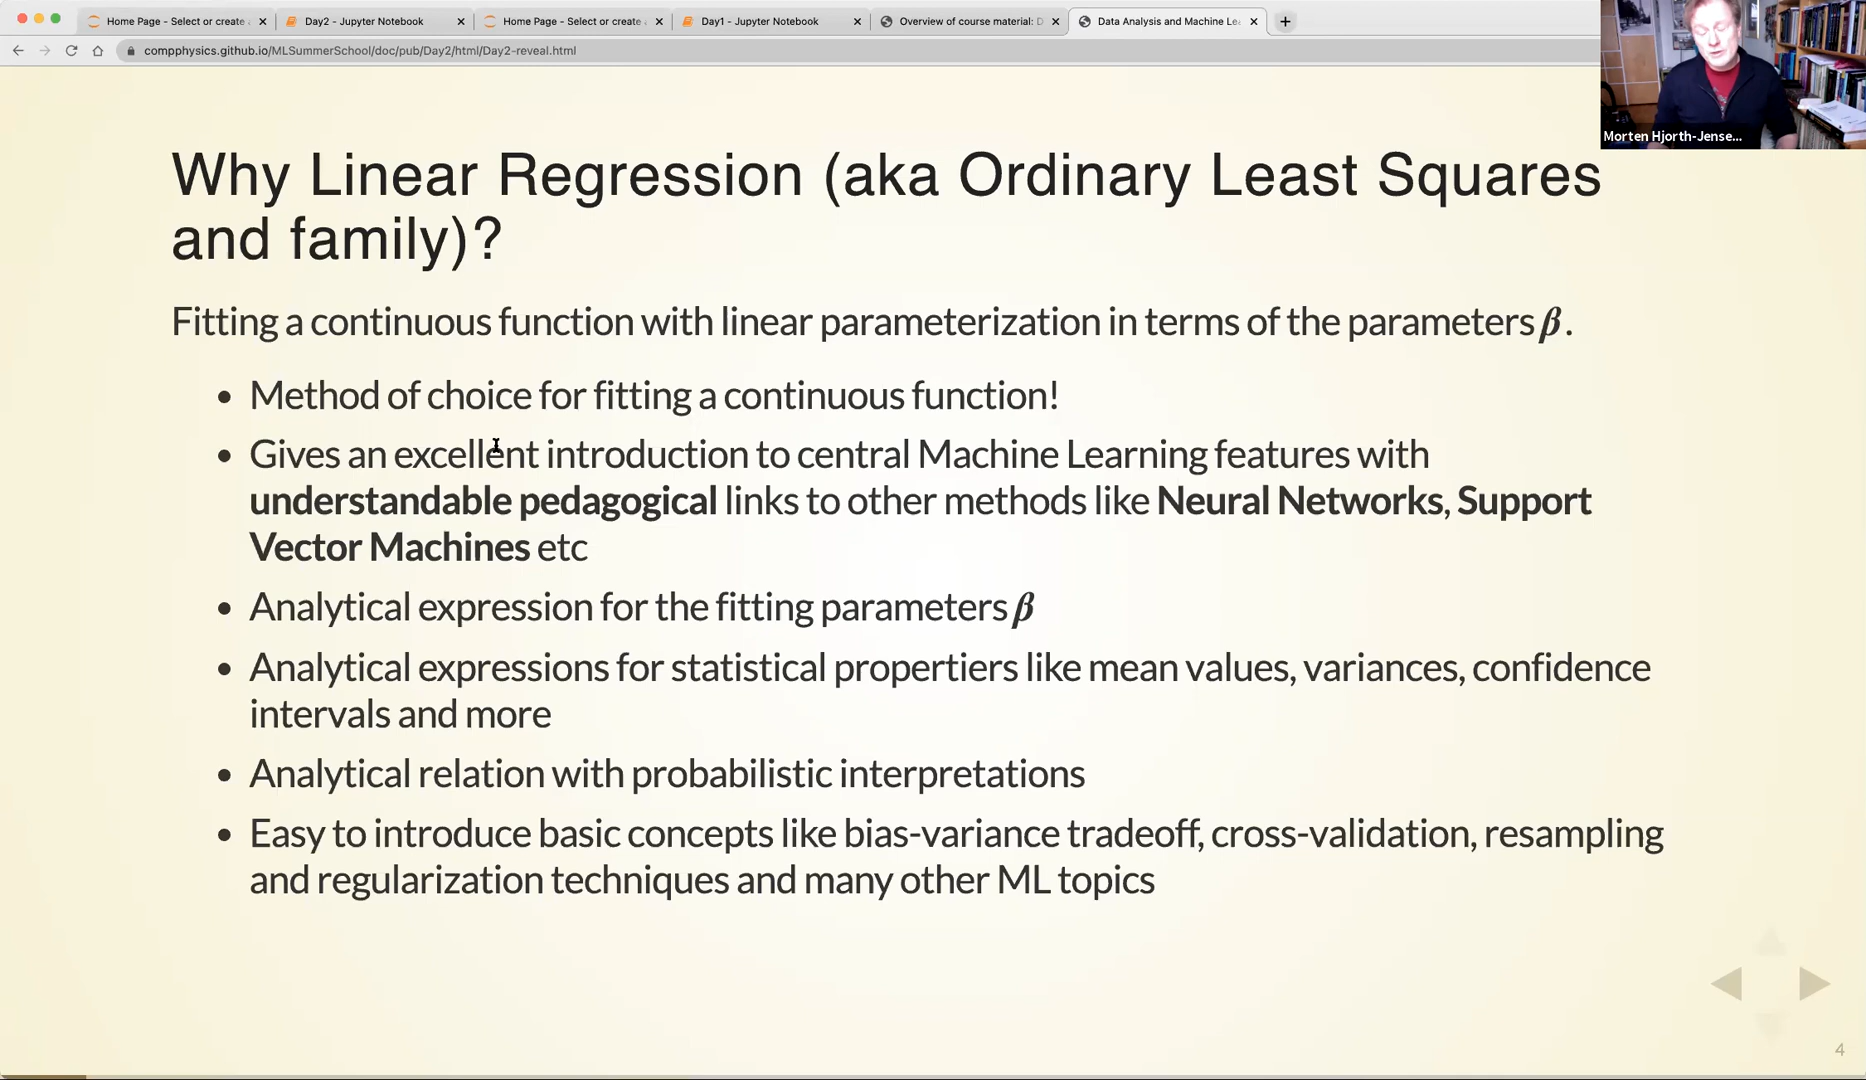 Home Page - Select or create a
Day2 - Jupyter Notebook
Home Page - Select or create a
Day1 - Jupyter Notebook
Overview of course material: D
Data Analysis and Machine Lea
compphysics.github.io/MLSummerSchool/doc/pub/Day2/html/Day2-reveal.html
Morten Hjorth-Jense...
Why Linear Regression (aka Ordinary Least Squares
and family)?
Fitting a continuous function with linear parameterization in terms of the parameters β.
• Method of choice for fitting a continuous function!
• Gives an excellent introduction to central Machine Learning features with
understandable pedagogical links to other methods like Neural Networks, Support
Vector Machines etc
• Analytical expression for the fitting parameters β
• Analytical expressions for statistical propertiers like mean values, variances, confidence
intervals and more
• Analytical relation with probabilistic interpretations
• Easy to introduce basic concepts like bias-variance tradeoff, cross-validation, resampling
and regularization techniques and many other ML topics
4